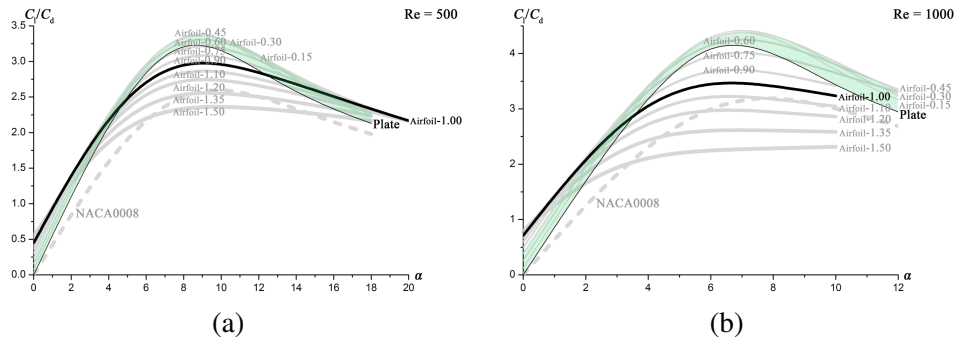 Cl/Cd
Re = 500
3.5
3.0
2.5
2.0
1.5
1.0
0.5
0.0
Airfoil-0.45
Airfoil-0.60
Airfoil-0.30
Airfoil-0.75
Airfoil-0.15
Airfoil-0.90
Airfoil-1.10
Airfoil-1.20
Airfoil-1.35
Airfoil-1.50
Plate
Airfoil-1.00
NACA0008
0 2 4 6 8 10 12 14 16 18 20
α
(a)
Cl/Cd
Re = 1000
4
3
2
1
0
Airfoil-0.60
Airfoil-0.75
Airfoil-0.90
Airfoil-0.45
Airfoil-0.30
Airfoil-1.00
Airfoil-0.15
Airfoil-1.10
Plate
Airfoil-1.20
Airfoil-1.35
Airfoil-1.50
NACA0008
0 2 4 6 8 10 12
α
(b)